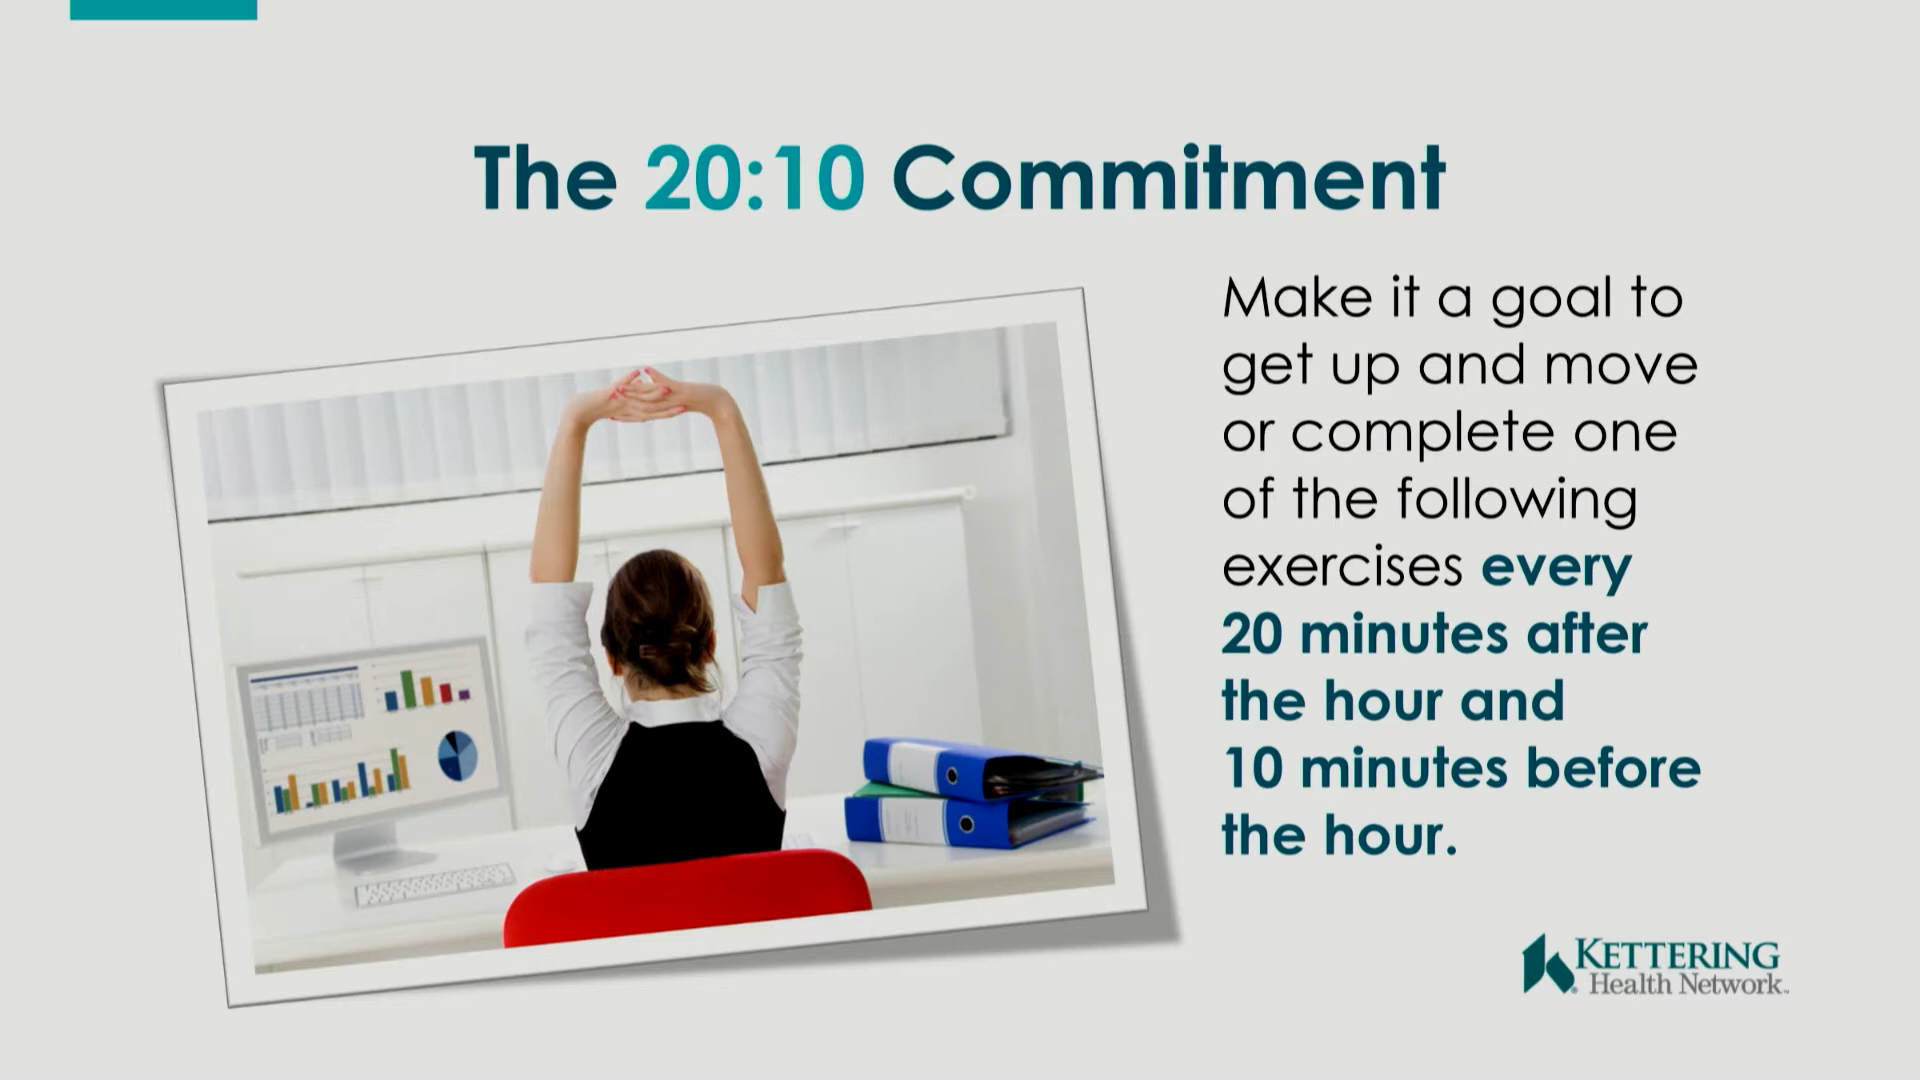 The 20:10 Commitment
Make it a goal to
get up and move
or complete one
of the following
exercises every
20 minutes after
the hour and
10 minutes before
the hour.
KETTERING
Health Network